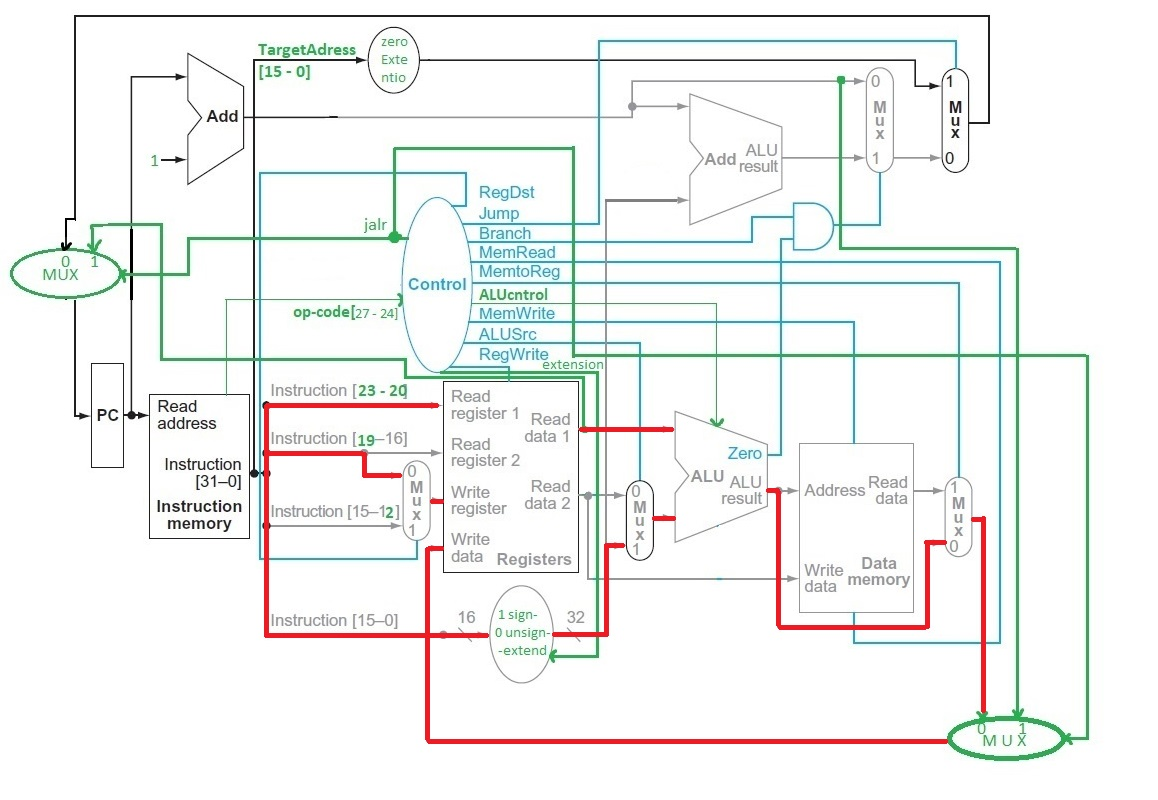 TargetAdress
[15 - 0]
zero
Exte
ntio
Add
1
0
M
u
x
1
1
M
u
x
0
Add
ALU
result
jalr
0 1
MUX
Control
RegDst
Jump
Branch
MemRead
MemtoReg
ALUcntrol
MemWrite
ALUSrc
RegWrite
extension
op-code[27 - 24]
PC
Read
address
Instruction
[31–0]
Instruction
memory
Instruction [23 - 20]
Instruction [19–16]
Instruction [15–12]
Instruction [15–0]
0
M
u
x
1
Read
register 1
Read
register 2
Write
register
Write
data
Read
data 1
Read
data 2
Registers
16
1 sign-
0 unsign-
-extend
32
0
M
u
x
1
Zero
ALU
ALU
result
Address
Read
data
Write
data
Data
memory
1
M
u
x
0
0 1
MUX